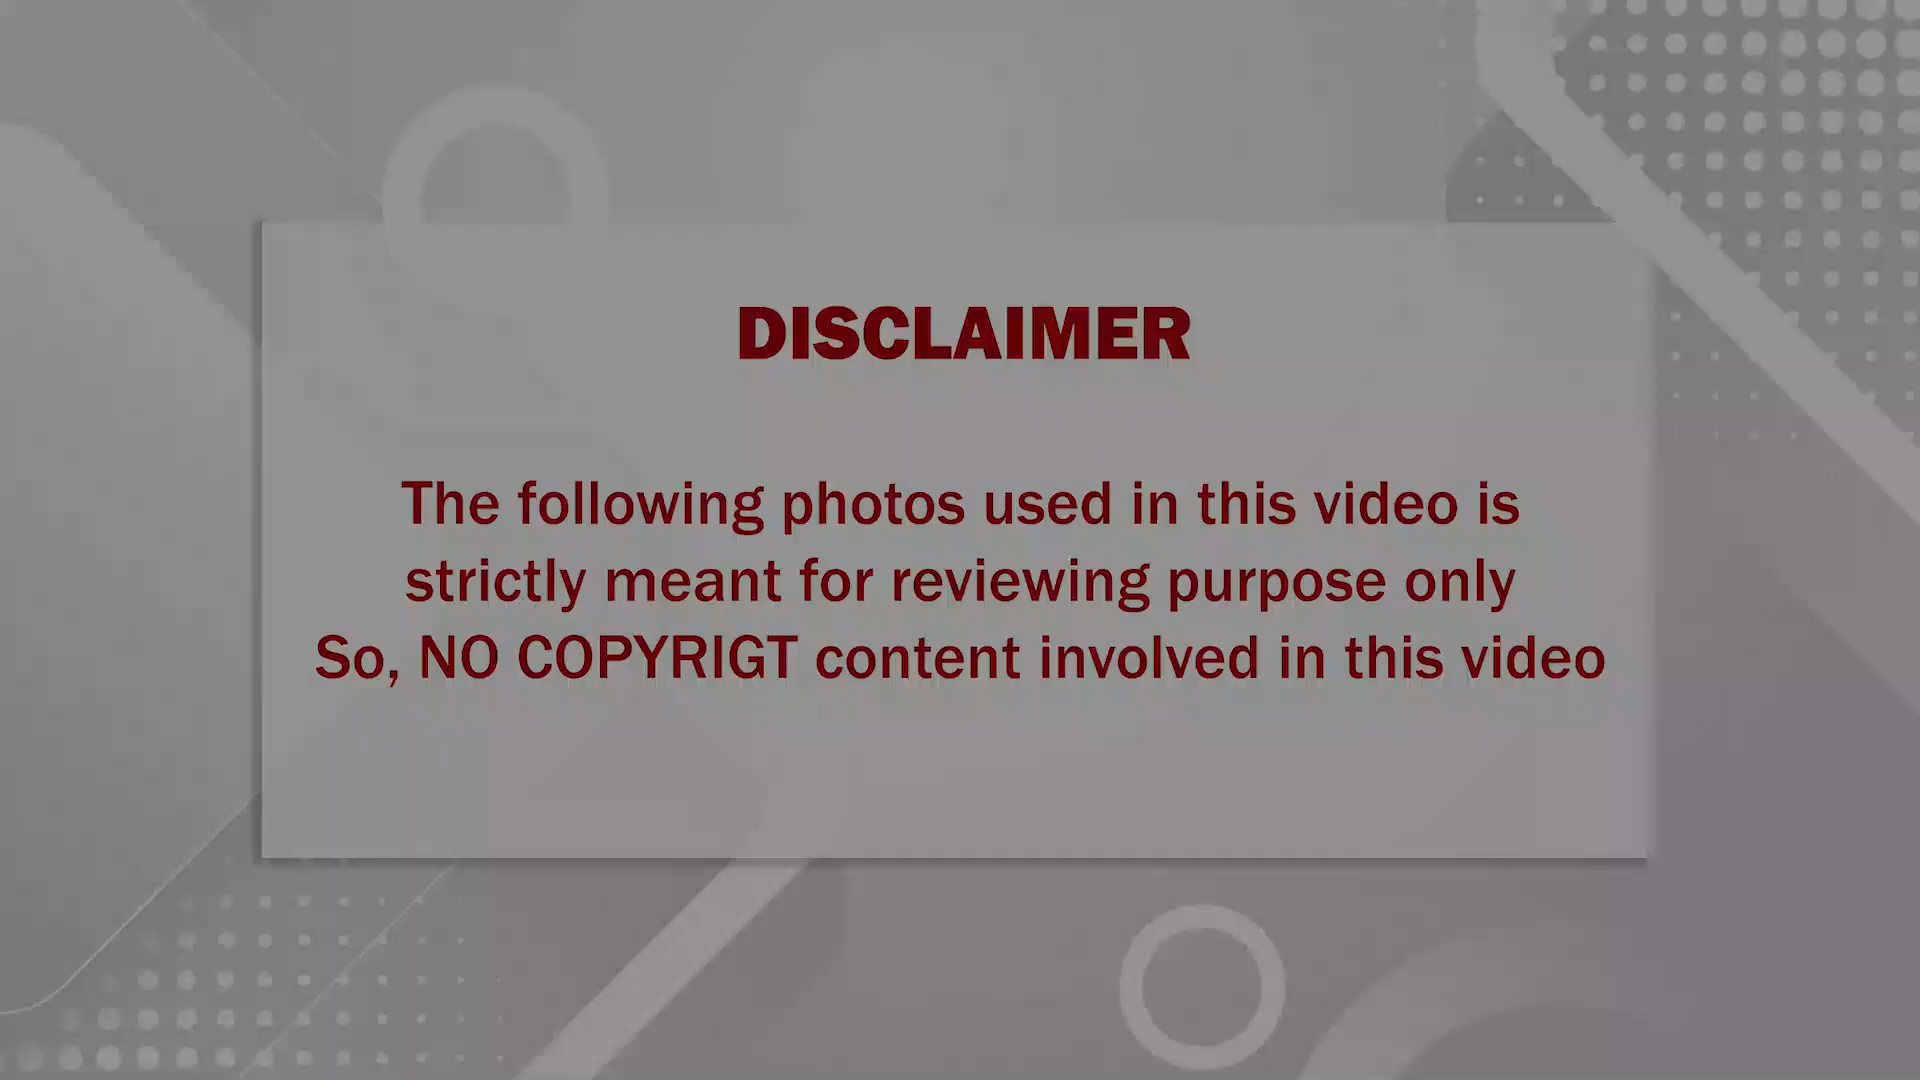 DISCLAIMER
The following photos used in this video is
strictly meant for reviewing purpose only
So, NO COPYRIGT content involved in this video